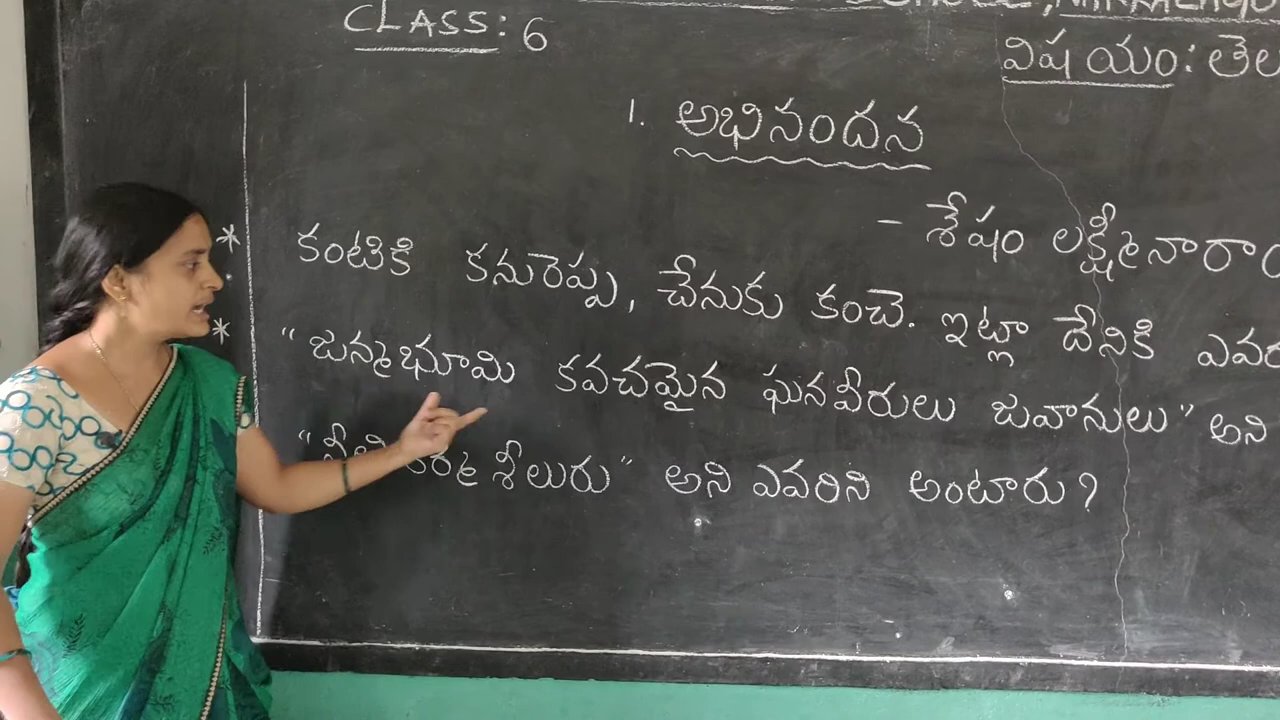 CLASS: 6
విషయం: తెలు
1. అభినందన
- శేషం లక్ష్మీనారా
* కంటికి కనురెప్ప, చేనుకు కంచె. ఇట్లా దేనికి ఎవర
* "జన్మభూమి కవచమైన ఘనవీరులు జవానులు" అని
శీలురు" అని ఎవరిని అంటారు?